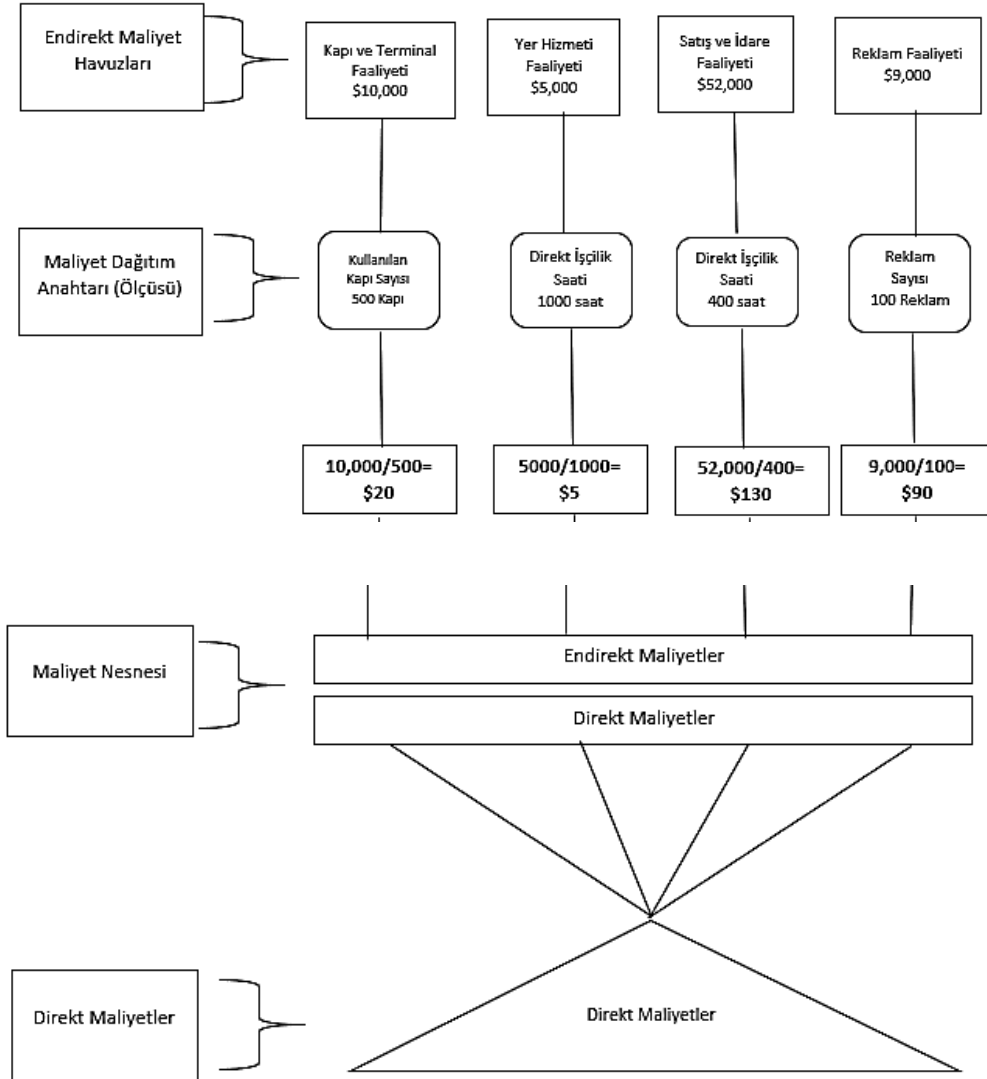 Endirekt Maliyet
Havuzları
Kapı ve Terminal
Faaliyeti
$10,000
Yer Hizmeti
Faaliyeti
$5,000
Satış ve İdare
Faaliyeti
$52,000
Reklam Faaliyeti
$9,000
Maliyet Dağıtım
Anahtarı (Ölçüsü)
Kullanılan
Kapı Sayısı
500 Kapı
Direkt İşçilik
Saati
1000 saat
Direkt İşçilik
Saati
400 saat
Reklam
Sayısı
100 Reklam
10,000/500=
$20
5000/1000=
$5
52,000/400=
$130
9,000/100=
$90
Maliyet Nesnesi
Endirekt Maliyetler
Direkt Maliyetler
Direkt Maliyetler
Direkt Maliyetler